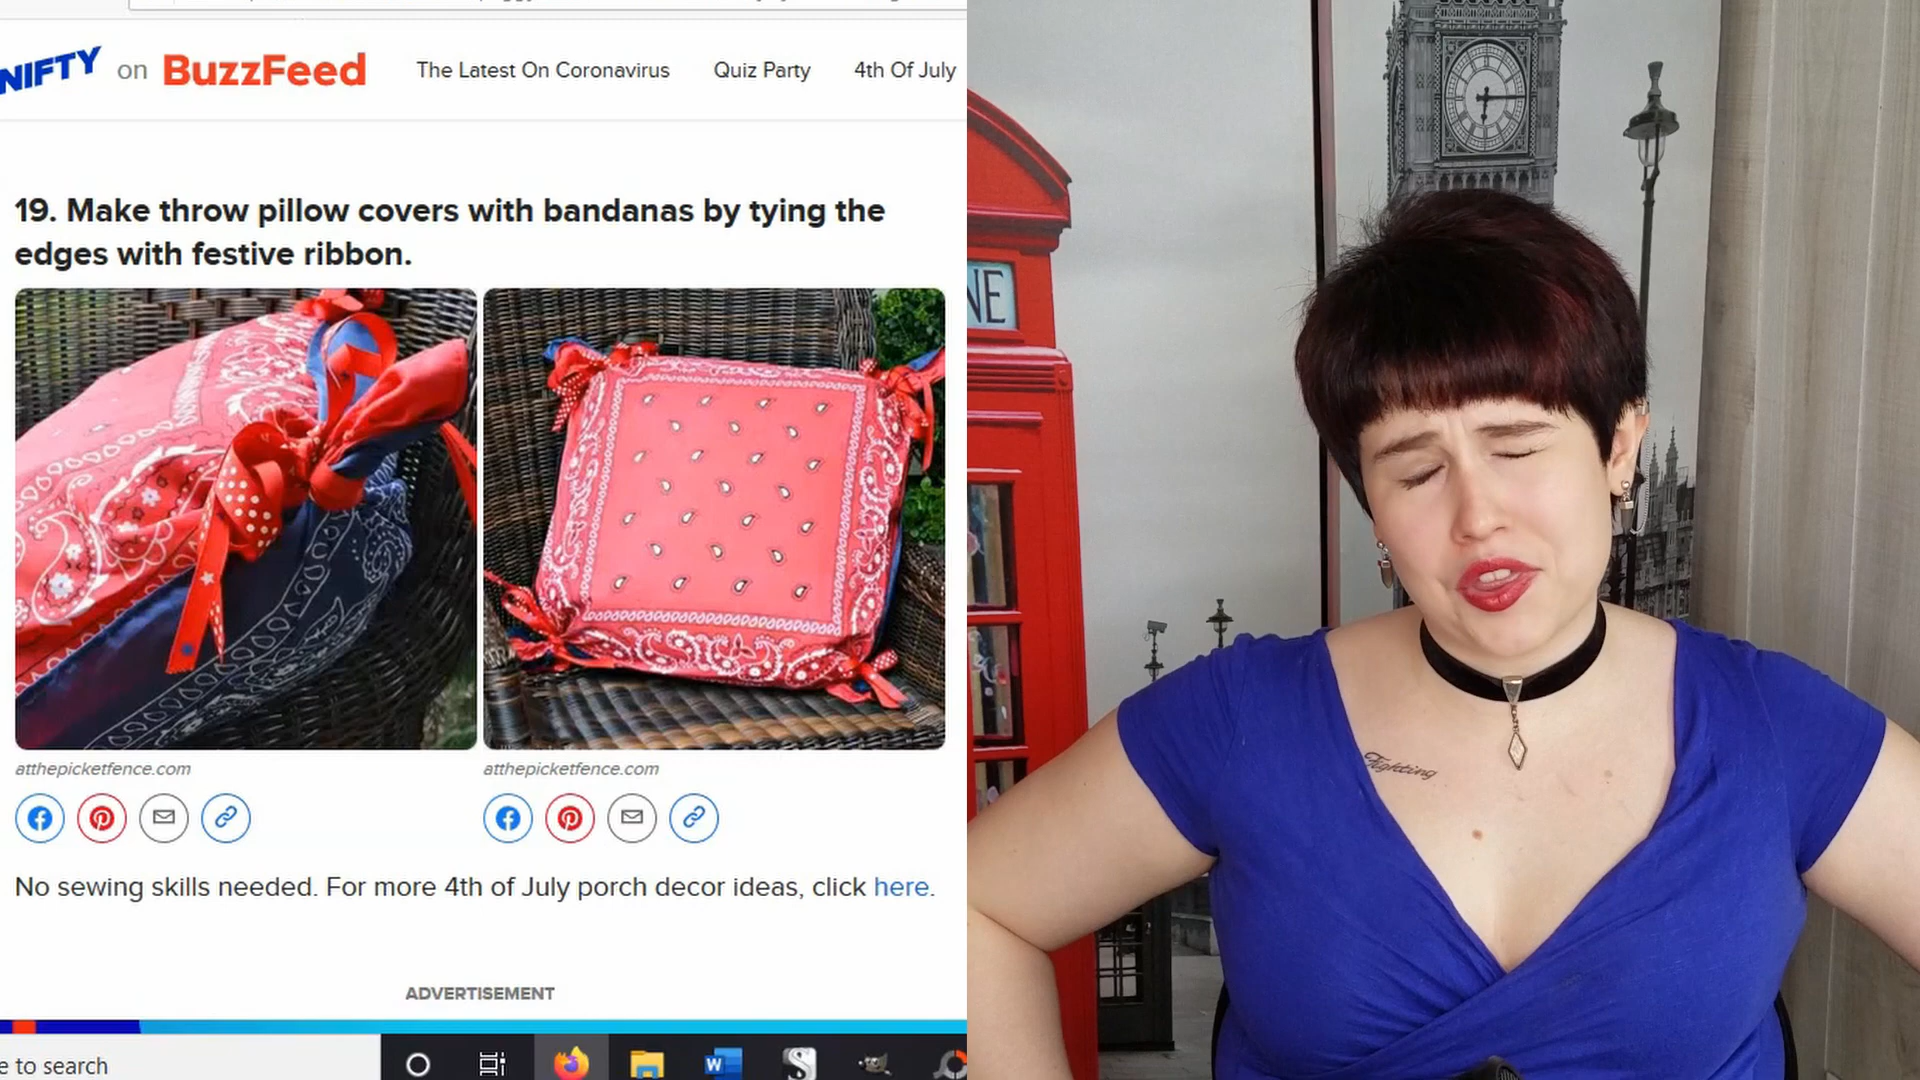 NIFTY on BuzzFeed The Latest On Coronavirus Quiz Party 4th Of July
19. Make throw pillow covers with bandanas by tying the
edges with festive ribbon.
atthepicketfence.com
atthepicketfence.com
No sewing skills needed. For more 4th of July porch decor ideas, click here.
ADVERTISEMENT
e to search
W
S
NE
Fighting